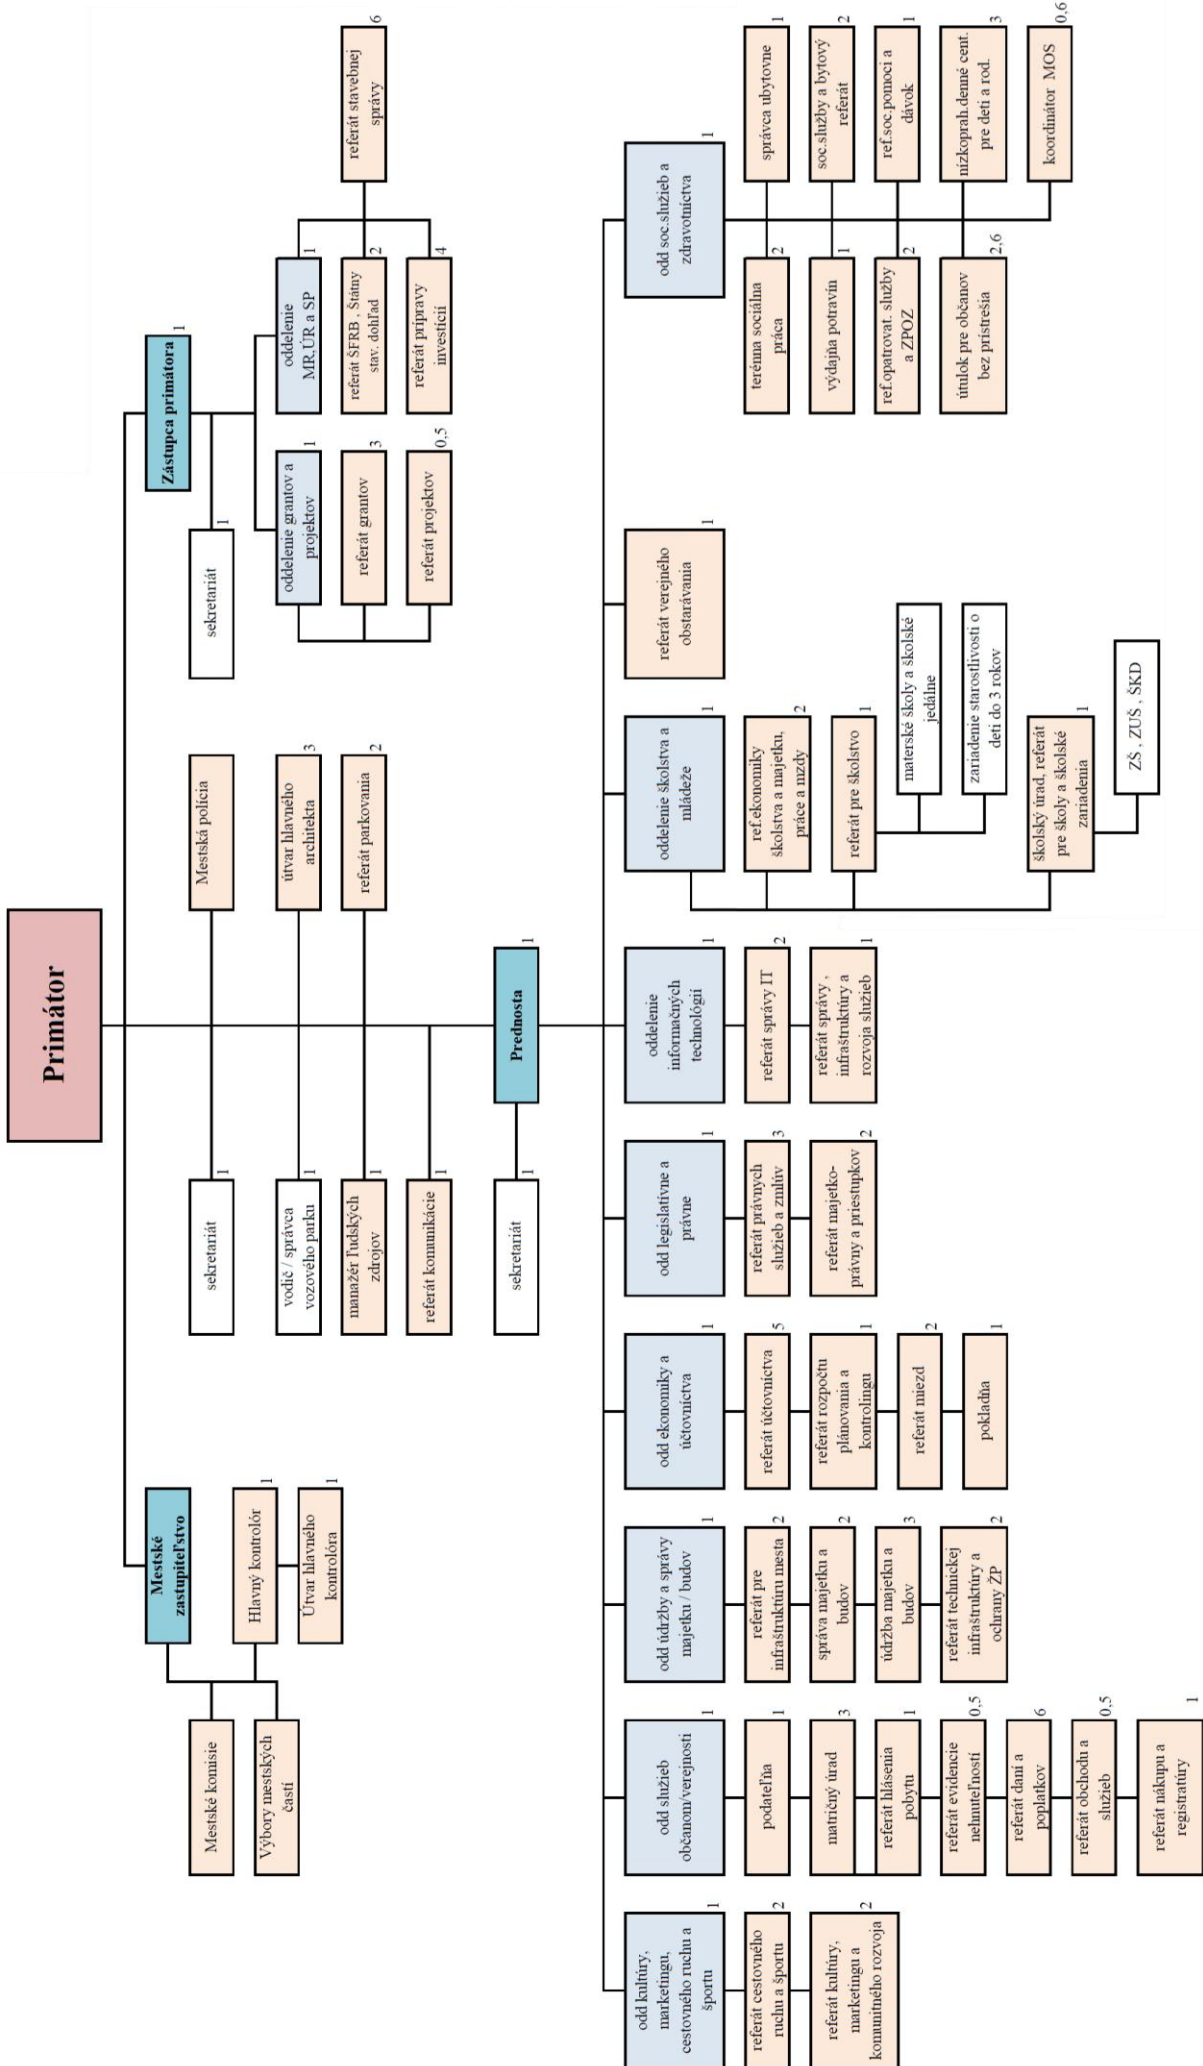 Primátor
Mestské
zastupiteľstvo
Mestské komisie
Výbory mestských
častí
Hlavný kontrolór
1
Útvar hlavného
kontrolóra
1
sekretariát
1
Mestská polícia
vodič / správca
vozového parku
1
útvar hlavného
architekta
3
manažér ľudských
zdrojov
1
referát parkovania
2
referát komunikácie
1
Zástupca primátora
1
sekretariát
1
oddelenie grantov a
projektov
1
referát grantov
3
referát projektov
0,5
oddelenie
MR,ÚR a SP
1
referát ŠFRB , Štátny
stav. dohľad
2
referát prípravy
investícií
4
referát stavebnej
správy
6
Prednosta
1
sekretariát
1
odd kultúry,
marketingu,
cestovného ruchu a
športu
1
referát cestovného
ruchu a športu
2
referát kultúry,
marketingu a
komunitného rozvoja
2
odd služieb
občanom/verejnosti
1
podateľňa
1
matričný úrad
3
referát hlásenia
pobytu
1
referát evidencie
nehnuteľností
0,5
referát daní a
poplatkov
6
referát obchodu a
služieb
0,5
referát nákupu a
registratúry
1
odd údržby a správy
majetku / budov
1
referát pre
infraštruktúru mesta
2
správa majetku a
budov
2
údržba majetku a
budov
3
referát technickej
infraštruktúry a
ochrany ŽP
2
odd ekonomiky a
účtovníctva
1
referát účtovníctva
5
referát rozpočtu
plánovania a
kontrolingu
1
referát miezd
2
pokladňa
1
odd legislatívne a
právne
1
referát právnych
služieb a zmlúv
3
referát majetko-
právny a priestupkov
2
oddelenie
informačných
technológií
1
referát správy IT
2
referát správy ,
infraštruktúry a
rozvoja služieb
1
oddelenie školstva a
mládeže
1
ref.ekonomiky
školstva a majetku,
práce a mzdy
2
referát pre školstvo
1
materské školy a školské
jedálne
zariadenie starostlivosti o
deti do 3 rokov
školský úrad, referát
pre školy a školské
zariadenia
1
ZŠ , ZUŠ , ŠKD
referát verejného
obstarávania
1
odd soc.služieb a
zdravotníctva
1
terénna sociálna
práca
2
správca ubytovne
1
výdajňa potravín
1
soc.služby a bytový
referát
2
ref.opatrovat. služby
a ZPOZ
2
ref.soc.pomoci a
dávok
1
útulok pre občanov
bez prístrešia
2,6
nízkoprah.denné cent.
pre deti a rod.
3
koordinátor MOS
0,6